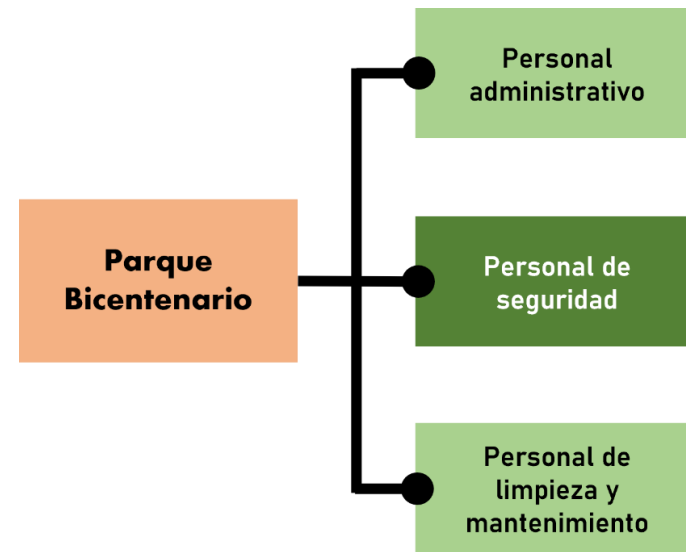 Parque
Bicentenario
Personal
administrativo
Personal de
seguridad
Personal de
limpieza y
mantenimiento